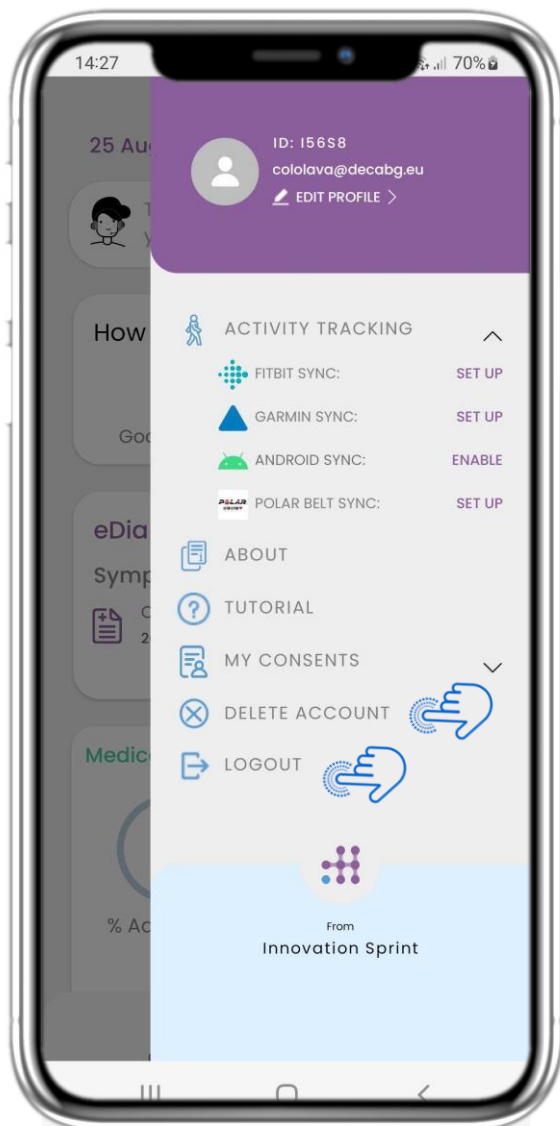 14:27
70%
25 Au
ID: I56S8
cololava@decabg.eu
EDIT PROFILE >
T
y
How
ACTIVITY TRACKING
FITBIT SYNC: SET UP
GARMIN SYNC: SET UP
Goo
ANDROID SYNC: ENABLE
POLAR
POLAR BELT SYNC: SET UP
eDia
ABOUT
Symp
TUTORIAL
MY CONSENTS
DELETE ACCOUNT
Medic
LOGOUT
% Ac
From
Innovation Sprint